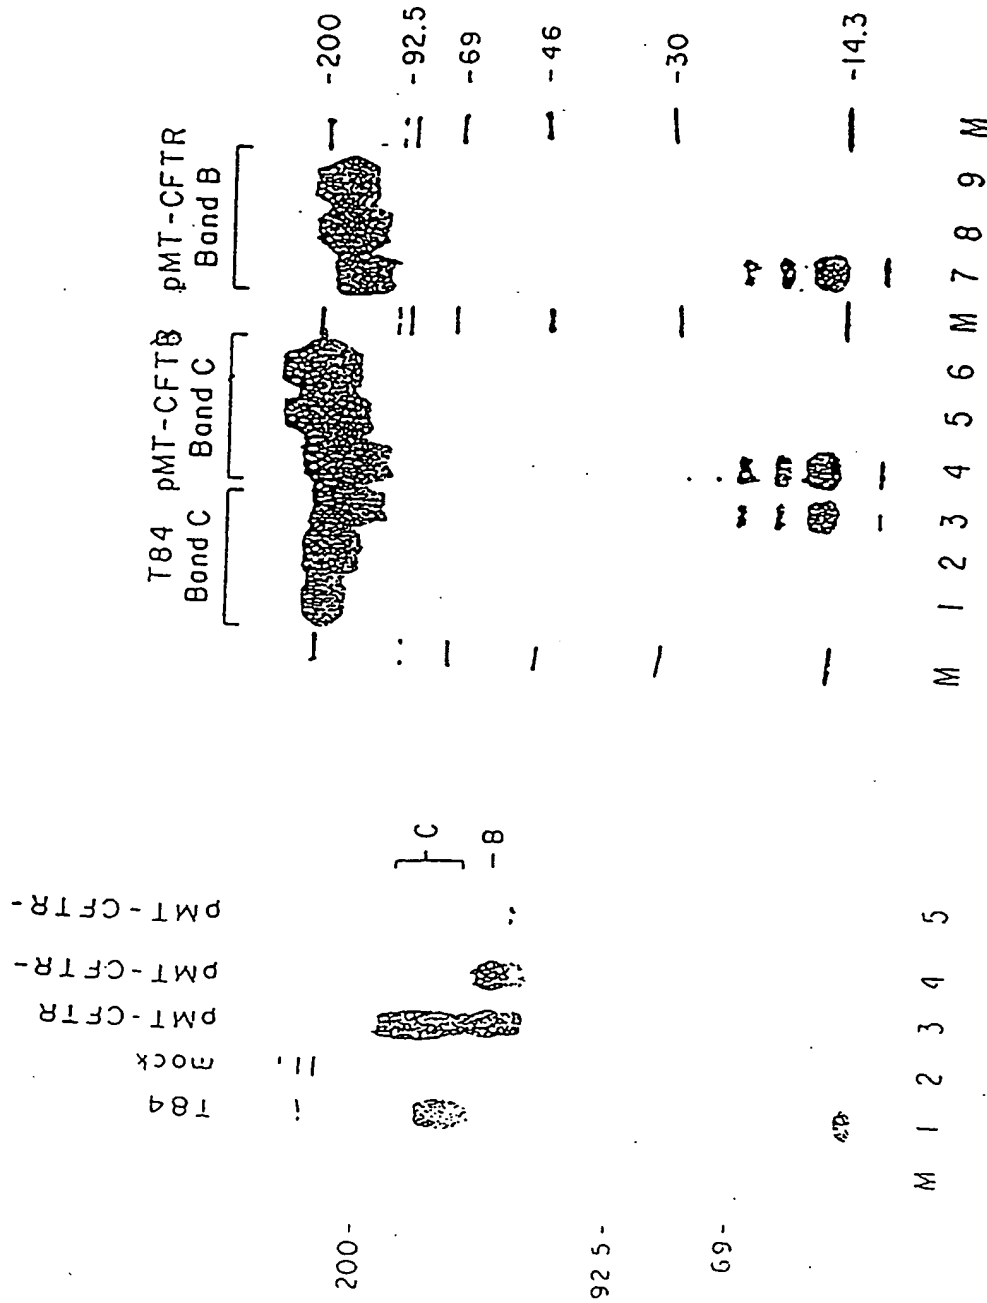 T84 Band C
pMT-CFTR Band C
pMT-CFTR Band B
-200
-92.5
-69
-46
-30
-14.3
M 1 2 3 4 5 6 M 7 8 9 M
T84
mock
pMT-CFTR
pMT-CFTR-
pMT-CFTR-
C
-B
200-
92 5-
69-
M 1 2 3 4 5